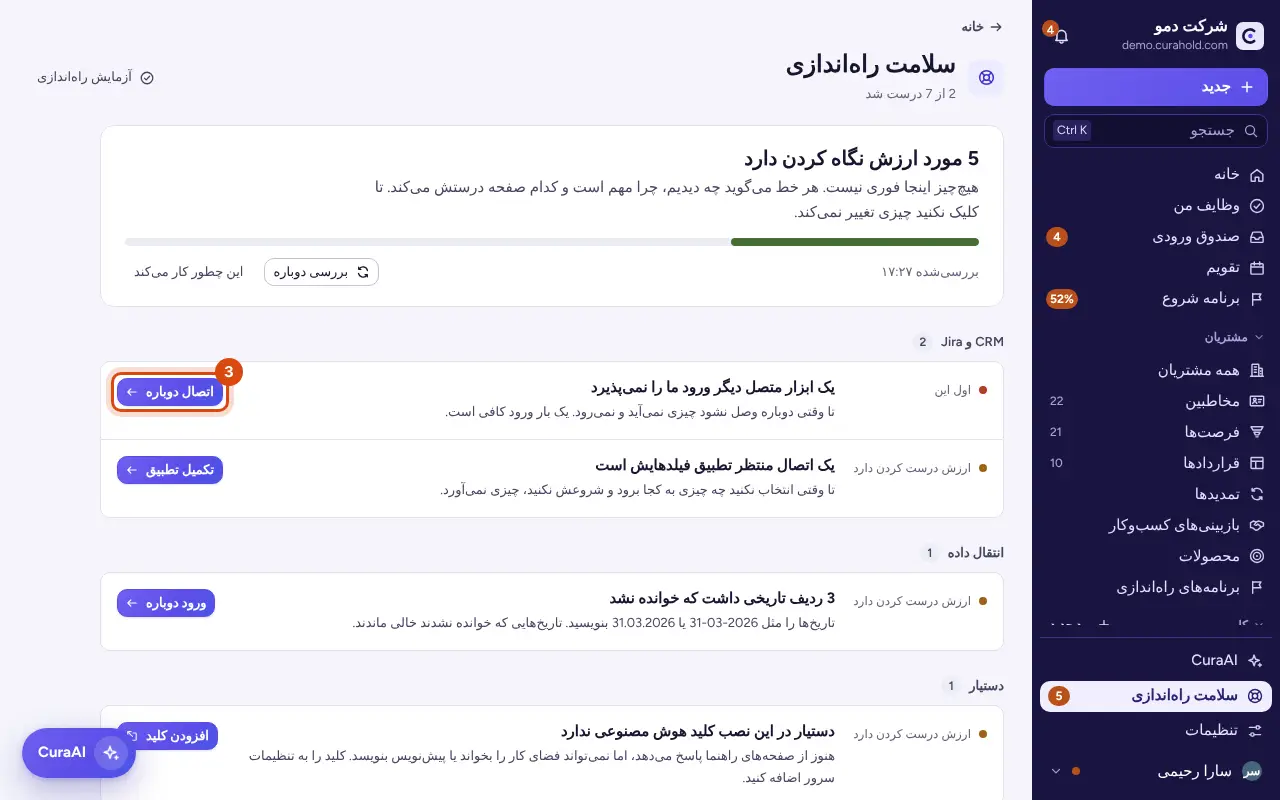 شرکت دمو
demo.curahold.com
4
جدید
جستجو
Ctrl K
خانه
وظایف من
صندوق ورودی
4
تقویم
برنامه شروع
52%
مشتریان
همه مشتریان
مخاطبین
22
فرصت‌ها
21
قراردادها
10
تمدیدها
بازبینی‌های کسب‌وکار
محصولات
برنامه‌های راه‌اندازی
CuraAI
سلامت راه‌اندازی
5
تنظیمات
سارا رحیمی
سر
خانه
سلامت راه‌اندازی
2 از 7 درست شد
آزمایش راه‌اندازی
5 مورد ارزش نگاه کردن دارد
هیچ‌چیز اینجا فوری نیست. هر خط می‌گوید چه دیدیم، چرا مهم است و کدام صفحه درستش می‌کند. تا
کلیک نکنید چیزی تغییر نمی‌کند.
بررسی‌شده ۱۷:۲۷
بررسی دوباره
این چطور کار می‌کند
CRM و Jira
2
اول این
یک ابزار متصل دیگر ورود ما را نمی‌پذیرد
تا وقتی دوباره وصل نشود چیزی نمی‌آید و نمی‌رود. یک بار ورود کافی است.
اتصال دوباره
3
ارزش درست کردن دارد
یک اتصال منتظر تطبیق فیلدهایش است
تا وقتی انتخاب نکنید چه چیزی به کجا برود و شروعش نکنید، چیزی نمی‌آورد.
تکمیل تطبیق
انتقال داده
1
ارزش درست کردن دارد
3 ردیف تاریخی داشت که خوانده نشد
تاریخ‌ها را مثل 2026-03-31 یا 31.03.2026 بنویسید. تاریخ‌هایی که خوانده نشدند خالی ماندند.
ورود دوباره
دستیار
1
ارزش درست کردن دارد
دستیار در این نصب کلید هوش مصنوعی ندارد
هنوز از صفحه‌های راهنما پاسخ می‌دهد، اما نمی‌تواند فضای کار را بخواند یا پیش‌نویس بنویسد. کلید را به تنظیمات
سرور اضافه کنید.
افزودن کلید
CuraAI